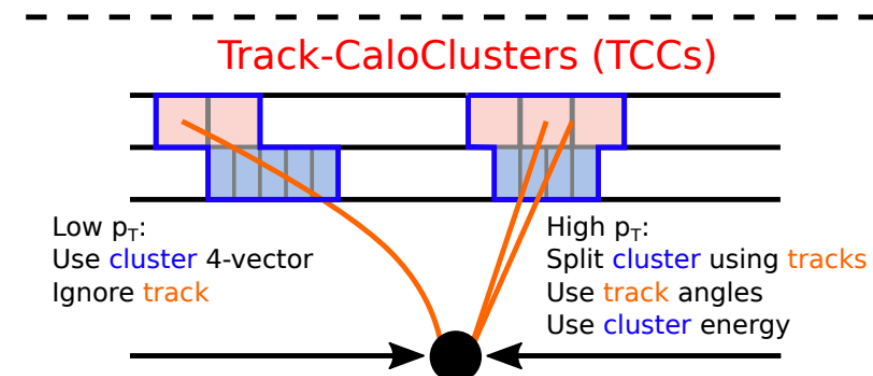 Track-CaloClusters (TCCs)
Low pT:
Use cluster 4-vector
Ignore track
High pT:
Split cluster using tracks
Use track angles
Use cluster energy